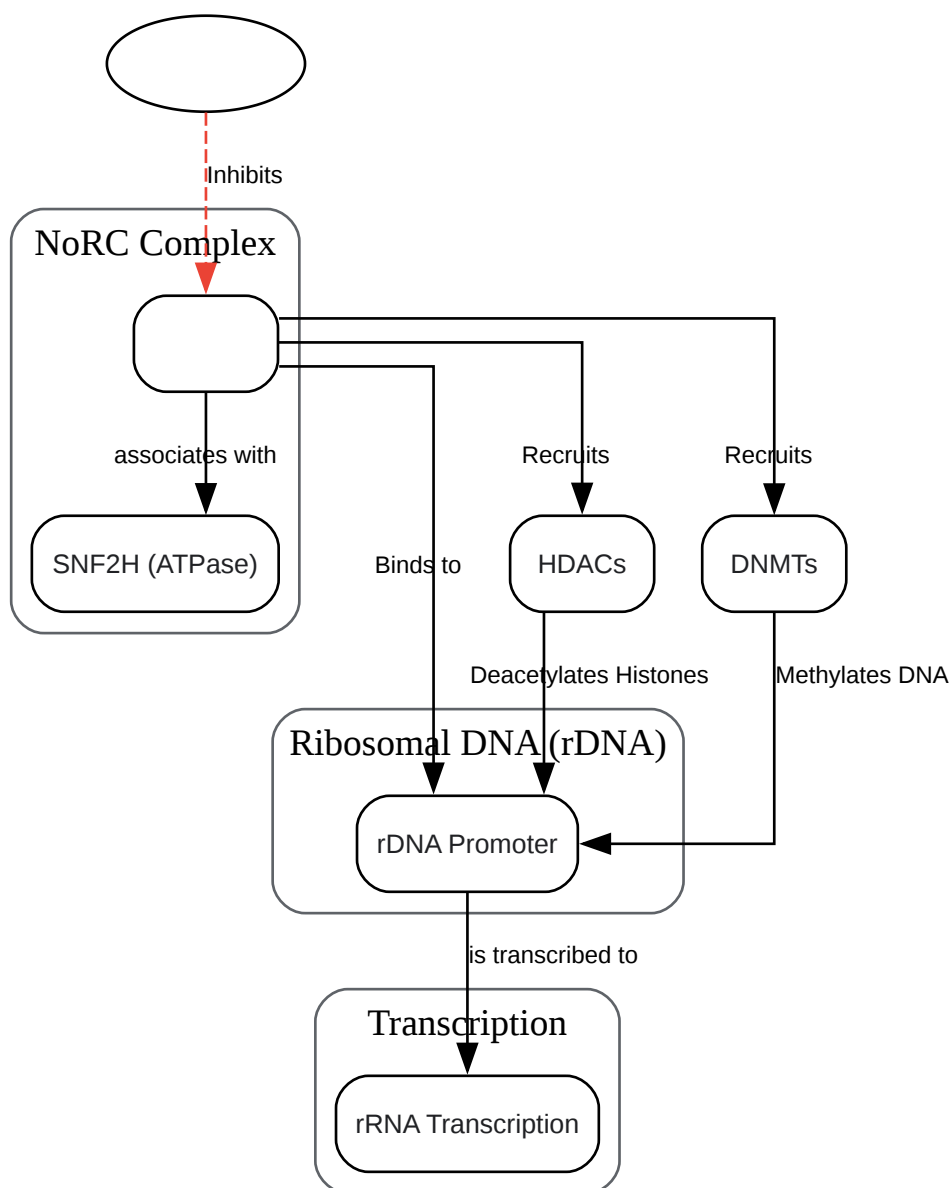 Inhibits
NoRC Complex
associates with
Recruits
Recruits
SNF2H (ATPase)
Binds to
HDACs
DNMTs
Deacetylates Histones
Methylates DNA
Ribosomal DNA (rDNA)
rDNA Promoter
is transcribed to
Transcription
rRNA Transcription